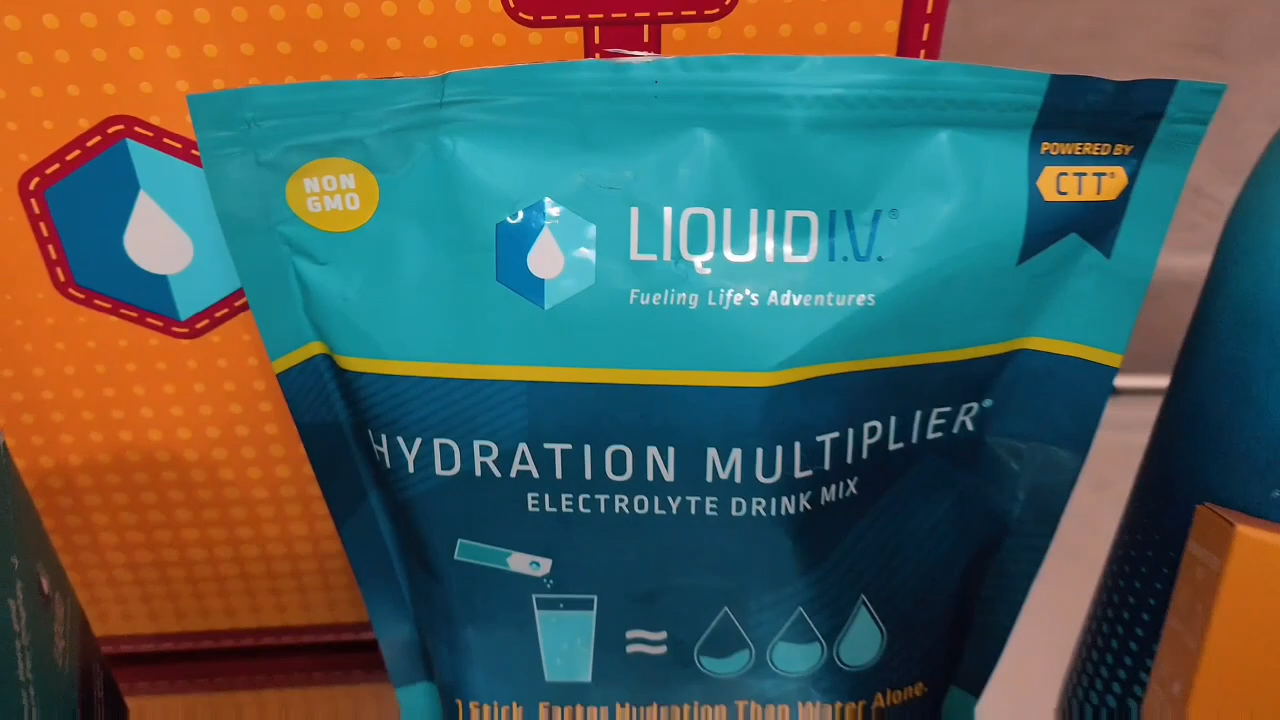 NON
GMO
LIQUID I.V.®
Fueling Life's Adventures
POWERED BY
CTT®
HYDRATION MULTIPLIER®
ELECTROLYTE DRINK MIX
1 Stick, Faster Hydration Than Water Alone.